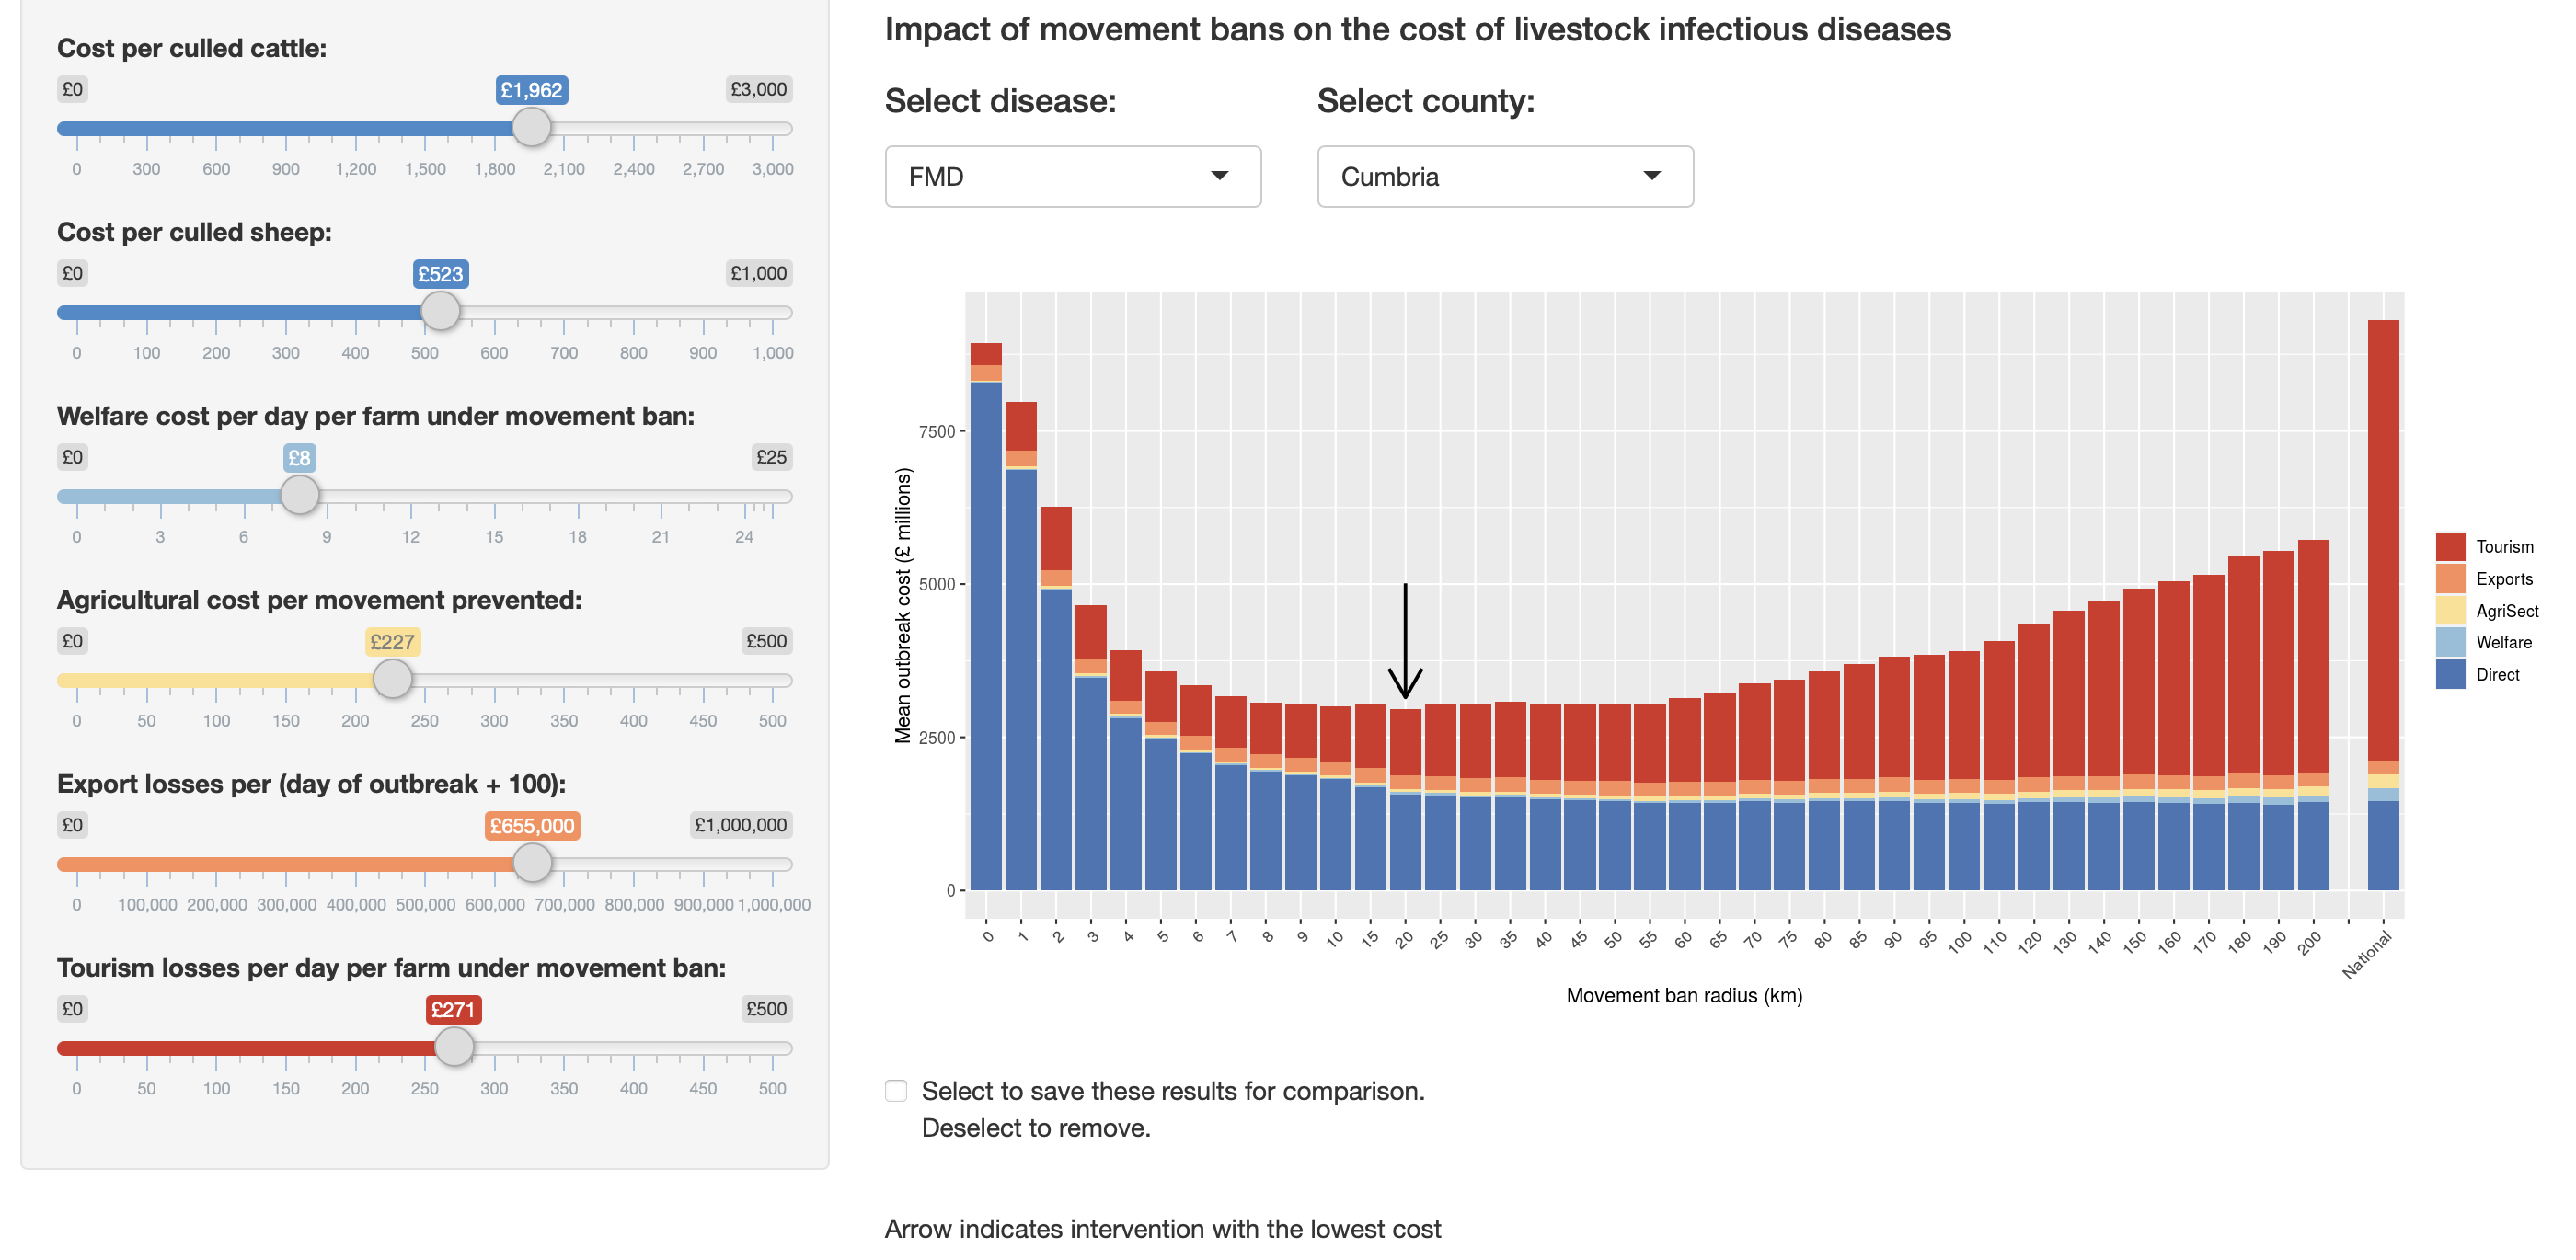 Cost per culled cattle:
£0 £1,962 £3,000
0 300 600 900 1,200 1,500 1,800 2,100 2,400 2,700 3,000
Cost per culled sheep:
£0 £523 £1,000
0 100 200 300 400 500 600 700 800 900 1,000
Welfare cost per day per farm under movement ban:
£0 £8 £25
0 3 6 9 12 15 18 21 24
Agricultural cost per movement prevented:
£0 £227 £500
0 50 100 150 200 250 300 350 400 450 500
Export losses per (day of outbreak + 100):
£0 £655,000 £1,000,000
0 100,000 200,000 300,000 400,000 500,000 600,000 700,000 800,000 900,000 1,000,000
Tourism losses per day per farm under movement ban:
£0 £271 £500
0 50 100 150 200 250 300 350 400 450 500
Impact of movement bans on the cost of livestock infectious diseases
Select disease: Select county:
FMD Cumbria
Mean outbreak cost (£ millions)
7500
5000
2500
0
0 1 2 3 4 5 6 7 8 9 10 15 20 25 30 35 40 45 50 55 60 65 70 75 80 85 90 95 100 110 120 130 140 150 160 170 180 190 200 National
Movement ban radius (km)
Tourism
Exports
AgriSect
Welfare
Direct
Select to save these results for comparison.
Deselect to remove.
Arrow indicates intervention with the lowest cost